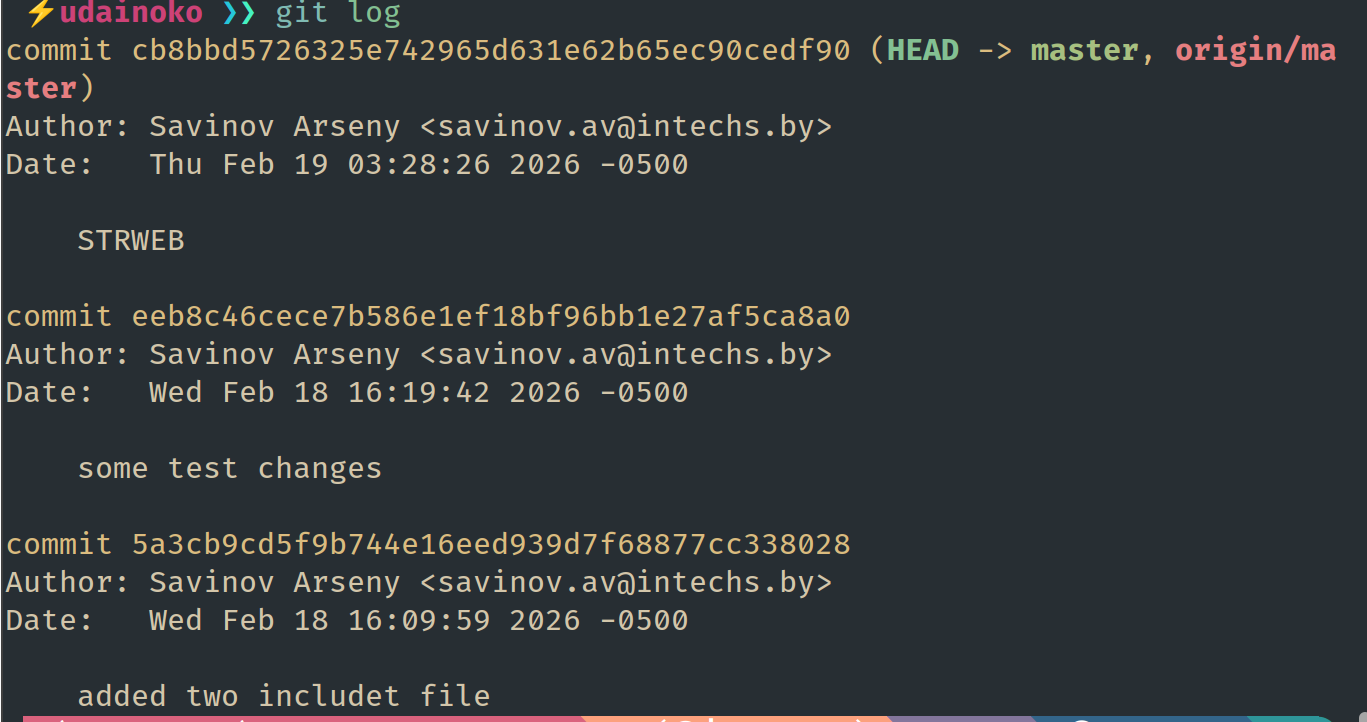 ⚡udainoko ❯❯ git log
commit cb8bbd5726325e742965d631e62b65ec90cedf90 (HEAD -> master, origin/ma
ster)
Author: Savinov Arseny <savinov.av@intechs.by>
Date:   Thu Feb 19 03:28:26 2026 -0500
STRWEB
commit eeb8c46cece7b586e1ef18bf96bb1e27af5ca8a0
Author: Savinov Arseny <savinov.av@intechs.by>
Date:   Wed Feb 18 16:19:42 2026 -0500
some test changes
commit 5a3cb9cd5f9b744e16eed939d7f68877cc338028
Author: Savinov Arseny <savinov.av@intechs.by>
Date:   Wed Feb 18 16:09:59 2026 -0500
added two includet file